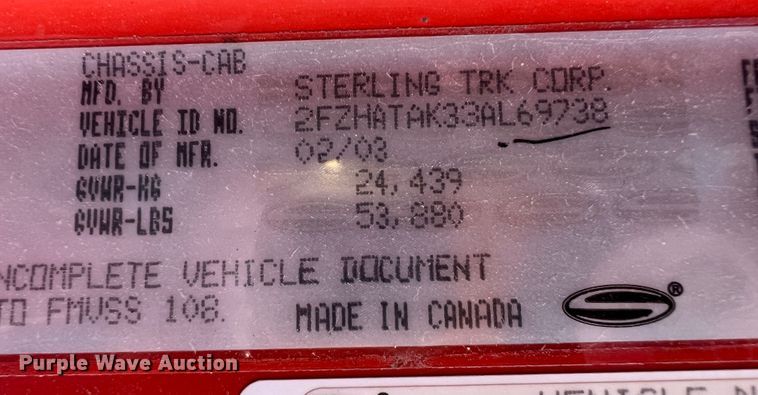 CHASSIS-CAB
MFD. BY STERLING TRK CORP.
VEHICLE ID NO. 2FZHATAK33AL69738
DATE OF MFR. 02/03
GVWR-KG 24,439
GVWR-LBS 53,880
NCOMPLETE VEHICLE DOCUMENT
TO FMVSS 108.
MADE IN CANADA
®
Purple Wave Auction